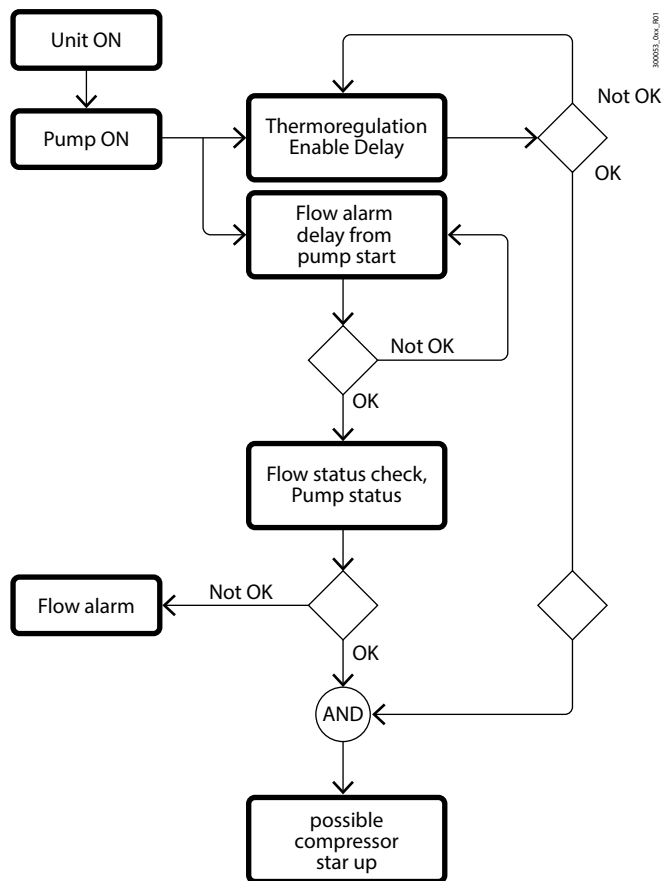 Unit ON
300053_0xx_R01
Not OK
Pump ON
Thermoregulation
Enable Delay
OK
Flow alarm
delay from
pump start
Not OK
OK
Flow status check,
Pump status
Not OK
Flow alarm
OK
AND
possible
compressor
star up